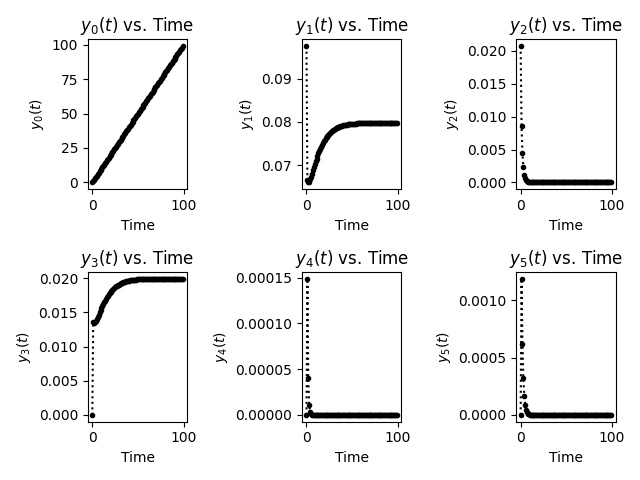 y₀(t) vs. Time
y₀(t)
100
75
50
25
0
0
100
Time
y₁(t) vs. Time
y₁(t)
0.09
0.08
0.07
0
100
Time
y₂(t) vs. Time
y₂(t)
0.020
0.015
0.010
0.005
0.000
0
100
Time
y₃(t) vs. Time
y₃(t)
0.020
0.015
0.010
0.005
0.000
0
100
Time
y₄(t) vs. Time
y₄(t)
0.00015
0.00010
0.00005
0.00000
0
100
Time
y₅(t) vs. Time
y₅(t)
0.0010
0.0005
0.0000
0
100
Time